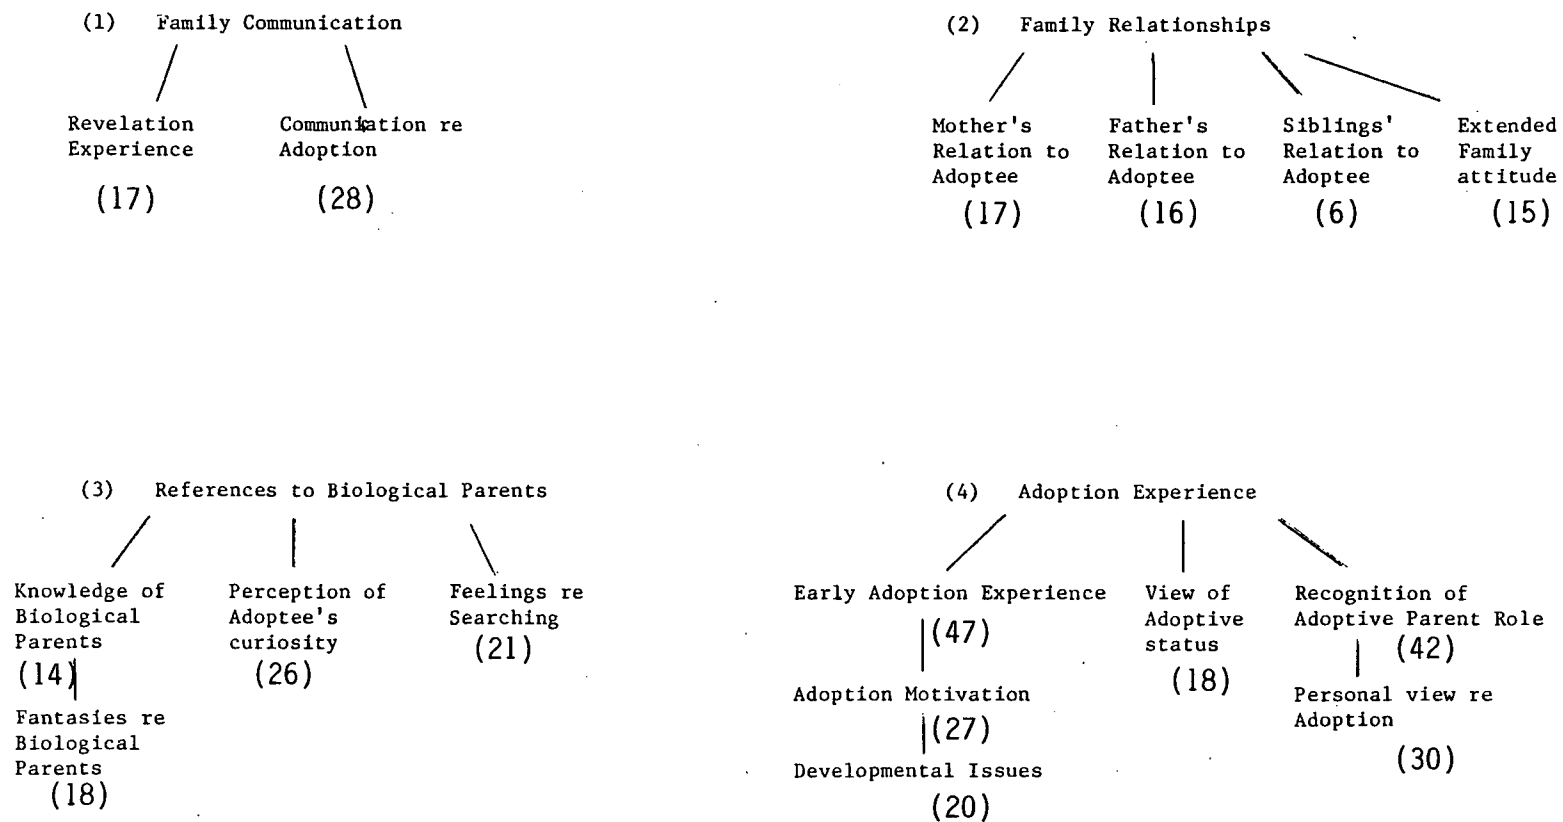 (1) Family Communication
Revelation
Experience
(17)
Communication re
Adoption
(28)
(2) Family Relationships
Mother's
Relation to
Adoptee
(17)
Father's
Relation to
Adoptee
(16)
Siblings'
Relation to
Adoptee
(6)
Extended
Family
attitude
(15)
(3) References to Biological Parents
Knowledge of
Biological
Parents
(14)
Fantasies re
Biological
Parents
(18)
Perception of
Adoptee's
curiosity
(26)
Feelings re
Searching
(21)
(4) Adoption Experience
Early Adoption Experience
(47)
Adoption Motivation
(27)
Developmental Issues
(20)
View of
Adoptive
status
(18)
Recognition of
Adoptive Parent Role
(42)
Personal view re
Adoption
(30)